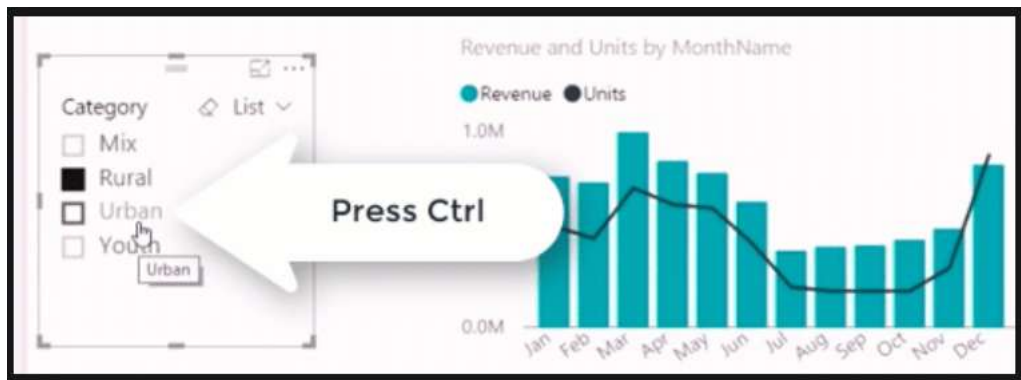 Category
List
Mix
Rural
Urban
Youth
Urban
Press Ctrl
Revenue and Units by MonthName
Revenue Units
1.0M
0.0M
Jan Feb Mar Apr May Jun Jul Aug Sep Oct Nov Dec